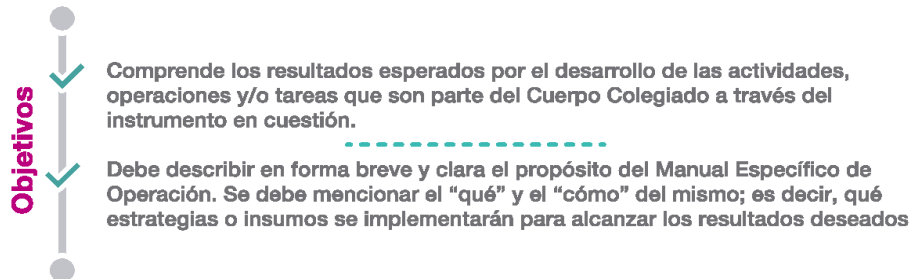 Objetivos
Comprende los resultados esperados por el desarrollo de las actividades,
operaciones y/o tareas que son parte del Cuerpo Colegiado a través del
instrumento en cuestión.
Debe describir en forma breve y clara el propósito del Manual Específico de
Operación. Se debe mencionar el “qué” y el “cómo” del mismo; es decir, qué
estrategias o insumos se implementarán para alcanzar los resultados deseados